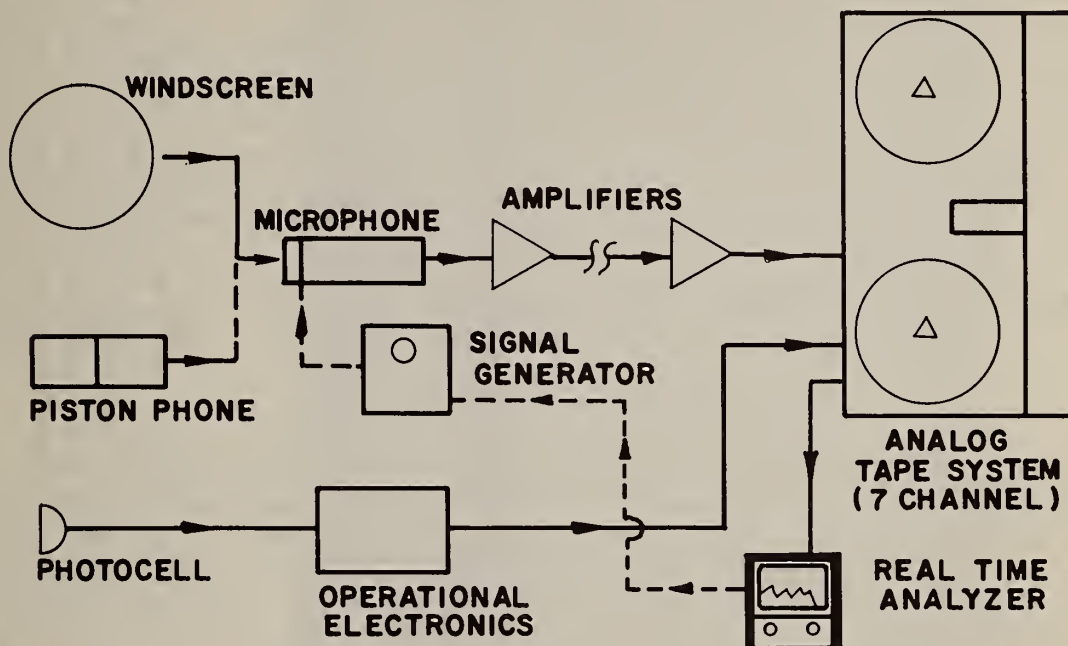 WINDSCREEN
MICROPHONE
AMPLIFIERS
PISTON PHONE
SIGNAL
GENERATOR
ANALOG
TAPE SYSTEM
(7 CHANNEL)
PHOTOCELL
OPERATIONAL
ELECTRONICS
REAL TIME
ANALYZER